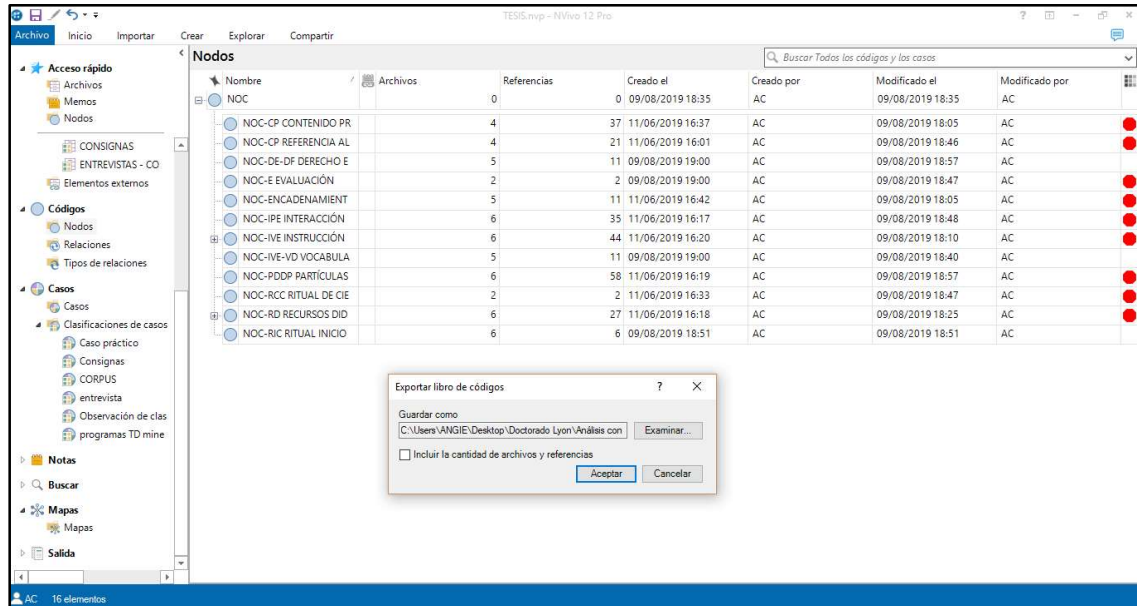 TESIS.nvp - NVivo 12 Pro
Archivo Inicio Importar Crear Explorar Compartir
Acceso rápido
Archivos
Memos
Nodos
CONSIGNAS
ENTREVISTAS - CO
Elementos externos
Códigos
Nodos
Relaciones
Tipos de relaciones
Casos
Casos
Clasificaciones de casos
Caso práctico
Consignas
CORPUS
entrevista
Observación de clas
programas TD mine
Notas
Buscar
Mapas
Mapas
Salida
Nodos
Buscar Todos los códigos y los casos
Nombre Archivos Referencias Creado el Creado por Modificado el Modificado por
NOC 0 0 09/08/2019 18:35 AC 09/08/2019 18:35 AC
NOC-CP CONTENIDO PR 4 37 11/06/2019 16:37 AC 09/08/2019 18:05 AC
NOC-CP REFERENCIA AL 4 21 11/06/2019 16:01 AC 09/08/2019 18:46 AC
NOC-DE-DF DERECHO E 5 11 09/08/2019 19:00 AC 09/08/2019 18:57 AC
NOC-E EVALUACIÓN 2 2 09/08/2019 19:00 AC 09/08/2019 18:47 AC
NOC-ENCADENAMIENT 5 11 11/06/2019 16:42 AC 09/08/2019 18:05 AC
NOC-IPE INTERACCIÓN 6 35 11/06/2019 16:17 AC 09/08/2019 18:48 AC
NOC-IVE INSTRUCCIÓN 6 44 11/06/2019 16:20 AC 09/08/2019 18:10 AC
NOC-IVE-VD VOCABULA 5 11 09/08/2019 19:00 AC 09/08/2019 18:40 AC
NOC-PDDP PARTÍCULAS 6 58 11/06/2019 16:19 AC 09/08/2019 18:57 AC
NOC-RCC RITUAL DE CIE 2 2 11/06/2019 16:33 AC 09/08/2019 18:47 AC
NOC-RD RECURSOS DID 6 27 11/06/2019 16:18 AC 09/08/2019 18:25 AC
NOC-RIC RITUAL INICIO 6 6 09/08/2019 18:51 AC 09/08/2019 18:51 AC
Exportar libro de códigos
Guardar como
C:\Users\ANGIE\Desktop\Doctorado Lyon\Análisis con Examinar...
Incluir la cantidad de archivos y referencias
Aceptar Cancelar
AC 16 elementos